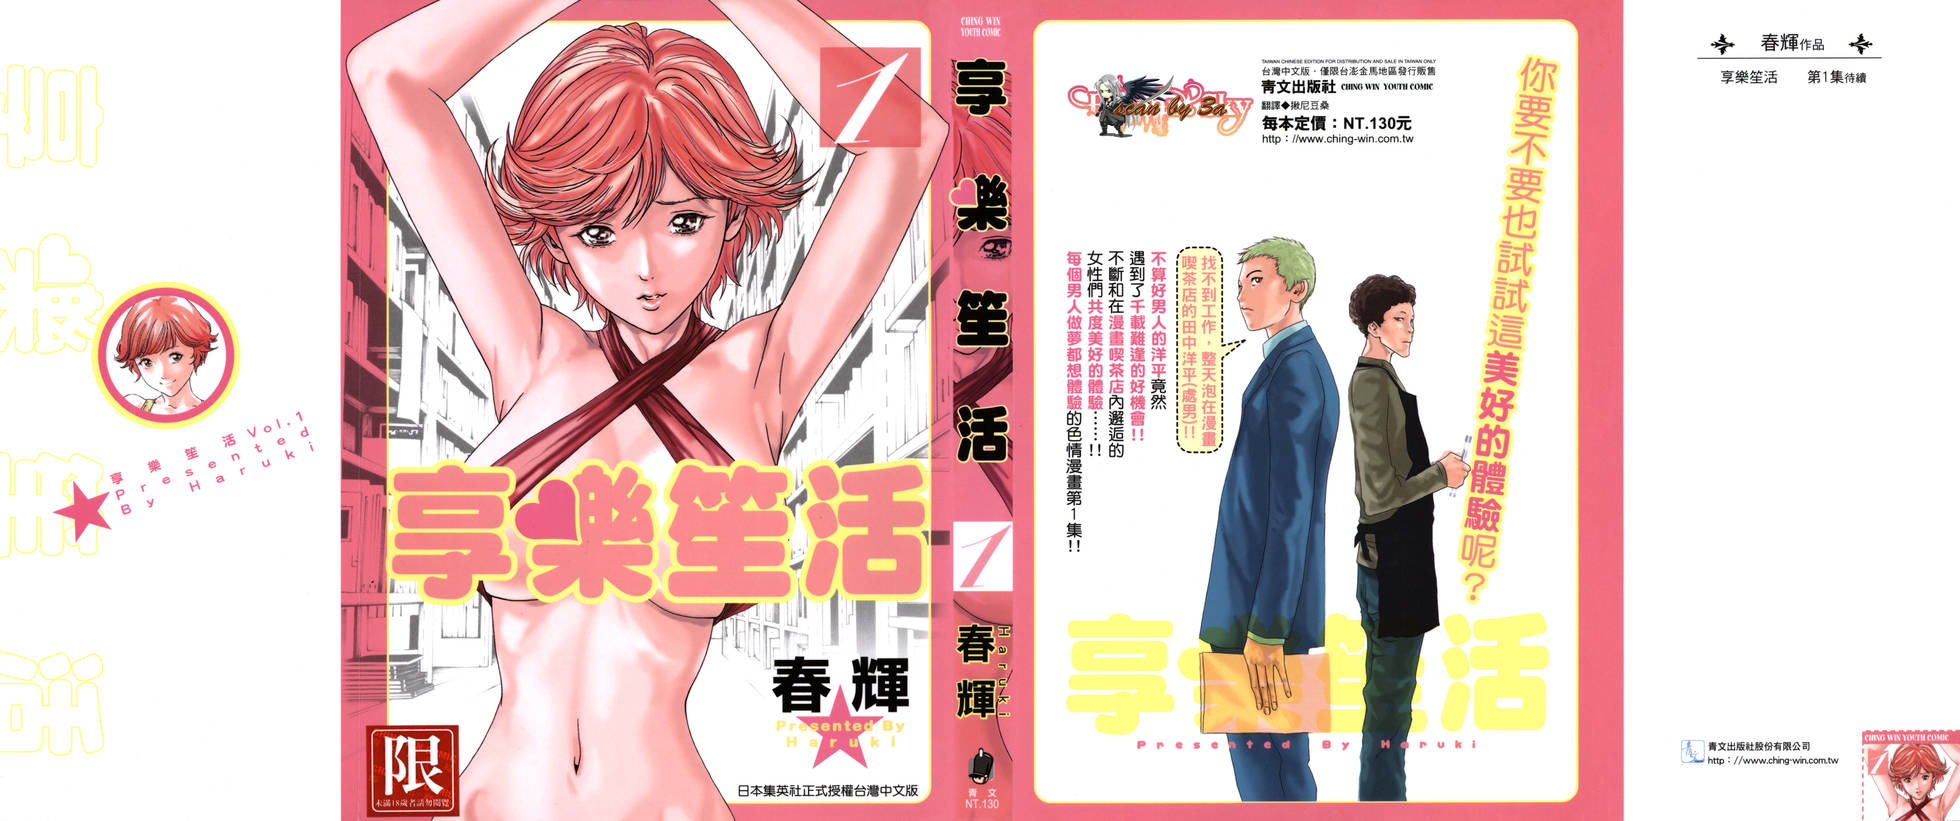 享樂笙活Vol.1
Presented
By Haruki
CHING WIN
YOUTH COMIC
1
享樂笙活
春輝
Presented By
Haruki
限
未滿18歲者請勿閱覽
日本集英社正式授權台灣中文版
CHING WIN
YOUTH COMIC
享樂笙活
1
春輝
Haruki
青文
NT.130
scan by 3a
TAIWAN CHINESE EDITION FOR DISTRIBUTION AND SALE IN TAIWAN ONLY
台灣中文版‧僅限台澎金馬地區發行販售
青文出版社 CHING WIN YOUTH COMIC
翻譯◆揪尼豆桑
每本定價：NT.130元
http：//www.ching-win.com.tw
你要不要也試試這美好的體驗呢？
找不到工作，整天泡在漫畫
喫茶店的田中洋平(處男)!!
不算好男人的洋平竟然
遇到了千載難逢的好機會!!
不斷和在漫畫喫茶店內邂逅的
女性們共度美好的體驗……!!
每個男人做夢都想體驗的色情漫畫第1集!!
享樂笙活
Presented By Haruki
春輝作品
享樂笙活 第1集待續
青文出版社股份有限公司
http：//www.ching-win.com.tw
CHING WIN YOUTH COMIC
1